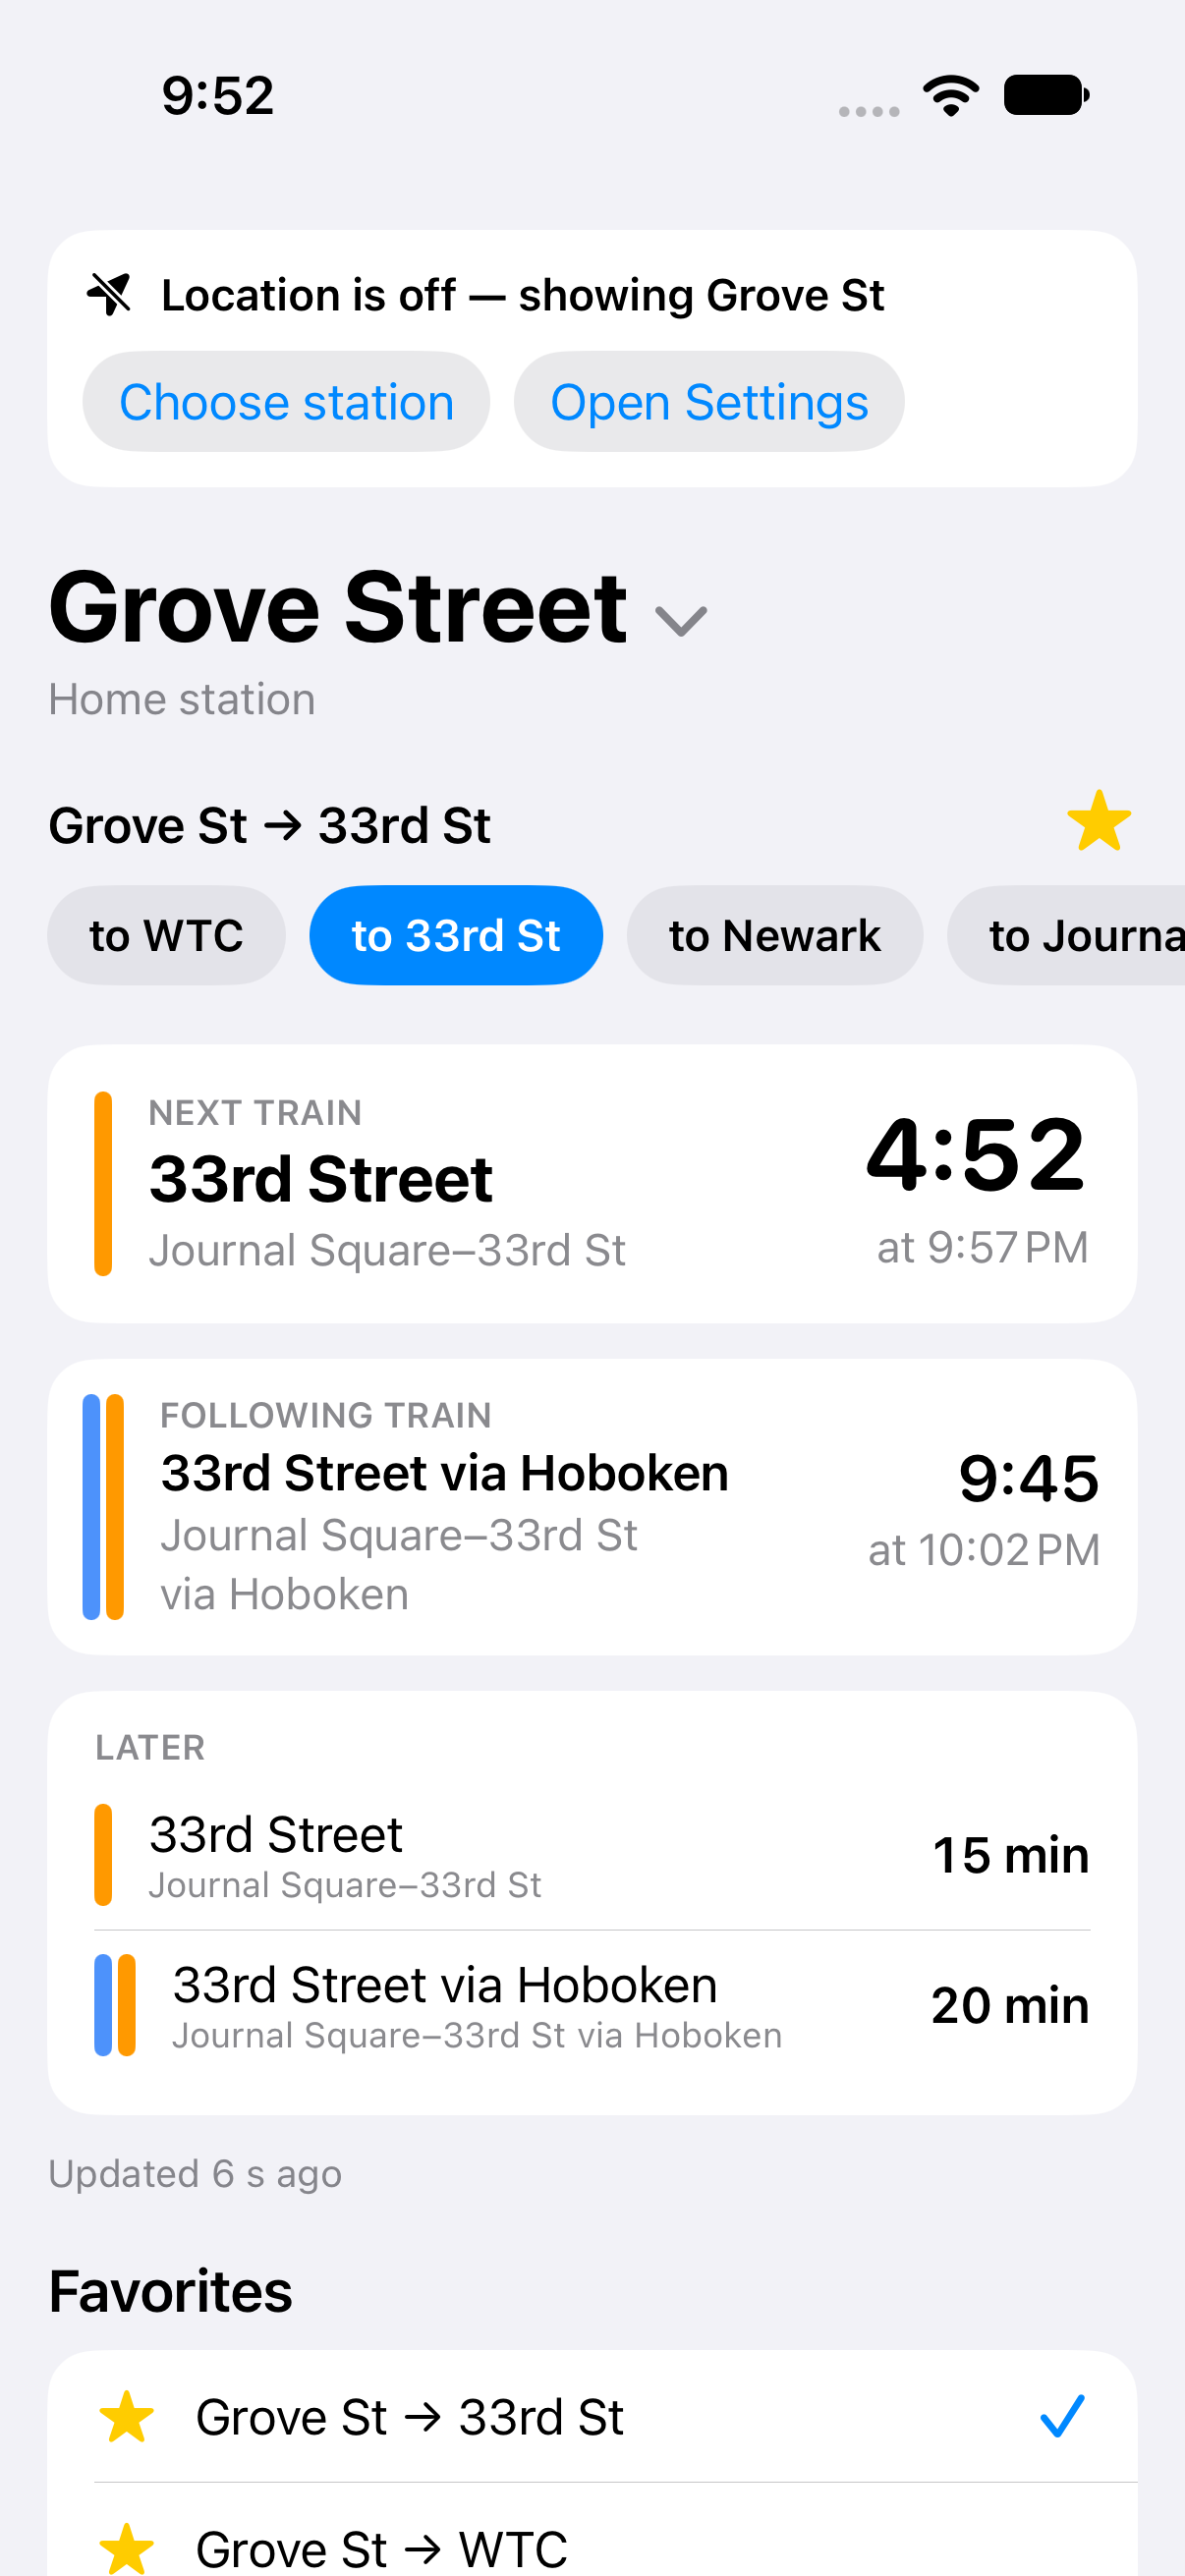 9:52
Location is off — showing Grove St
Choose station
Open Settings
Grove Street
Home station
Grove St → 33rd St
to WTC
to 33rd St
to Newark
to Journa
NEXT TRAIN
33rd Street
Journal Square–33rd St
4:52
at 9:57 PM
FOLLOWING TRAIN
33rd Street via Hoboken
Journal Square–33rd St
via Hoboken
9:45
at 10:02 PM
LATER
33rd Street
Journal Square–33rd St
15 min
33rd Street via Hoboken
Journal Square–33rd St via Hoboken
20 min
Updated 6 s ago
Favorites
Grove St → 33rd St
Grove St → WTC